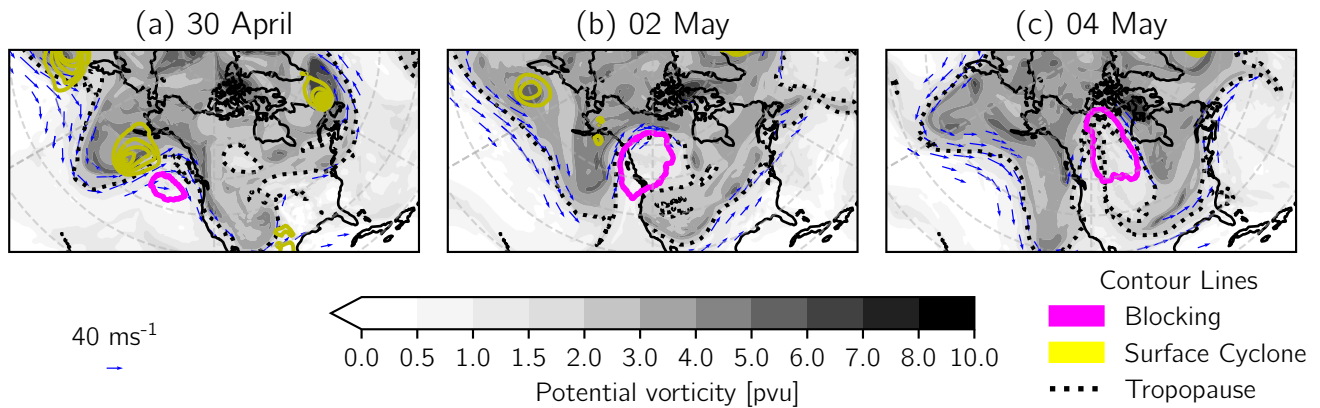 (a) 30 April
(b) 02 May
(c) 04 May
40 ms-1
0.0 0.5 1.0 1.5 2.0 3.0 4.0 5.0 6.0 7.0 8.0 10.0
Potential vorticity [pvu]
Contour Lines
Blocking
Surface Cyclone
Tropopause